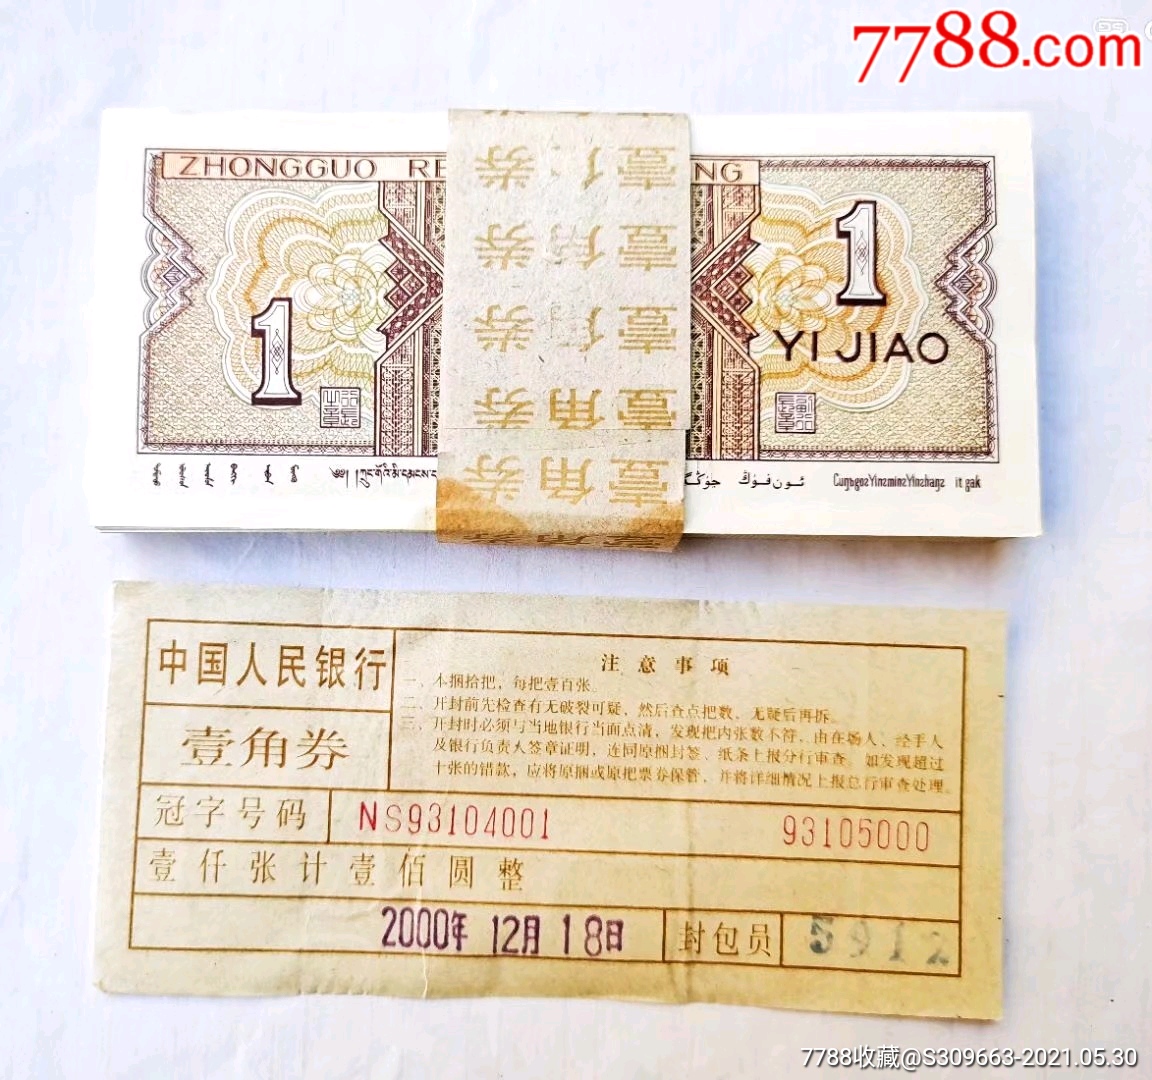 7788.com
ZHONGGUO RE
NG
壹 券
壹角券
壹 券
壹角券
壹角券
壹角券
1
1
YI JIAO
Cuŋƅgoƨ Yinƨminƨ Yinƨhaŋƨ it gak
中国人民银行
壹角券
注意事项
一、本捆拾把，每把壹百张。
二、开封前先检查有无破裂可疑，然后查点把数，无疑后再拆。
三、开封时必须与当地银行当面点清，发现把内张数不符，由在场人、经手人
及银行负责人签章证明，连同原捆封签、纸条上报分行审查。如发现超过
十张的错款，应将原捆或原把票券保管，并将详细情况上报总行审查处理。
冠字号码 NS93104001 93105000
壹仟张计壹佰圆整
2000年 12月 18日 封包员 5912
7788收藏@S309663-2021.05.30